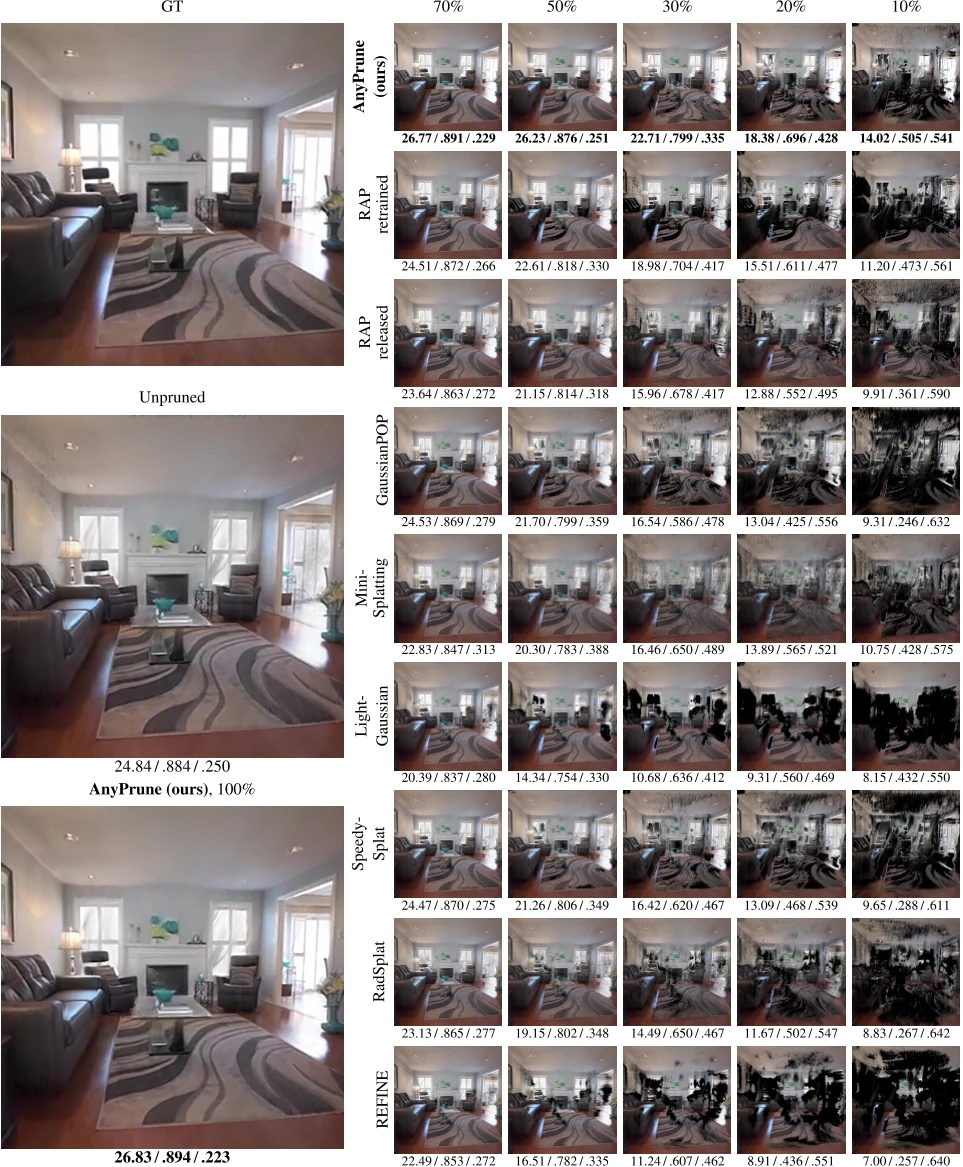 GT
70%
50%
30%
20%
10%
AnyPrune
(ours)
26.77 / .891 / .229
26.23 / .876 / .251
22.71 / .799 / .335
18.38 / .696 / .428
14.02 / .505 / .541
RAP
retrained
24.51 / .872 / .266
22.61 / .818 / .330
18.98 / .704 / .417
15.51 / .611 / .477
11.20 / .473 / .561
RAP
released
23.64 / .863 / .272
21.15 / .814 / .318
15.96 / .678 / .417
12.88 / .552 / .495
9.91 / .361 / .590
Unpruned
GaussianPOP
24.53 / .869 / .279
21.70 / .799 / .359
16.54 / .586 / .478
13.04 / .425 / .556
9.31 / .246 / .632
Mini-
Splatting
22.83 / .847 / .313
20.30 / .783 / .388
16.46 / .650 / .489
13.89 / .565 / .521
10.75 / .428 / .575
Light-
Gaussian
20.39 / .837 / .280
14.34 / .754 / .330
10.68 / .636 / .412
9.31 / .560 / .469
8.15 / .432 / .550
24.84 / .884 / .250
AnyPrune (ours), 100%
Speedy-
Splat
24.47 / .870 / .275
21.26 / .806 / .349
16.42 / .620 / .467
13.09 / .468 / .539
9.65 / .288 / .611
RadSplat
23.13 / .865 / .277
19.15 / .802 / .348
14.49 / .650 / .467
11.67 / .502 / .547
8.83 / .267 / .642
REFINE
22.49 / .853 / .272
16.51 / .782 / .335
11.24 / .607 / .462
8.91 / .436 / .551
7.00 / .257 / .640
26.83 / .894 / .223